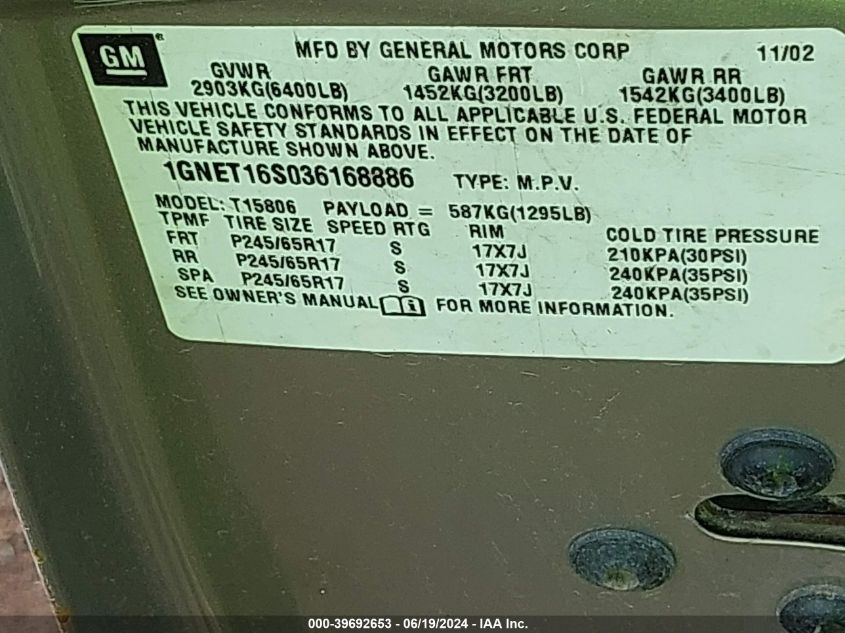 GM ® MFD BY GENERAL MOTORS CORP 11/02
GVWR GAWR FRT GAWR RR
2903KG(6400LB) 1452KG(3200LB) 1542KG(3400LB)
THIS VEHICLE CONFORMS TO ALL APPLICABLE U.S. FEDERAL MOTOR
VEHICLE SAFETY STANDARDS IN EFFECT ON THE DATE OF
MANUFACTURE SHOWN ABOVE.
1GNET16S036168886 TYPE: M.P.V.
MODEL: T15806 PAYLOAD = 587KG(1295LB)
TPMF TIRE SIZE SPEED RTG RIM COLD TIRE PRESSURE
FRT P245/65R17 S 17X7J 210KPA(30PSI)
RR P245/65R17 S 17X7J 240KPA(35PSI)
SPA P245/65R17 S 17X7J 240KPA(35PSI)
SEE OWNER'S MANUAL FOR MORE INFORMATION.
000-39692653 - 06/19/2024 - IAA Inc.